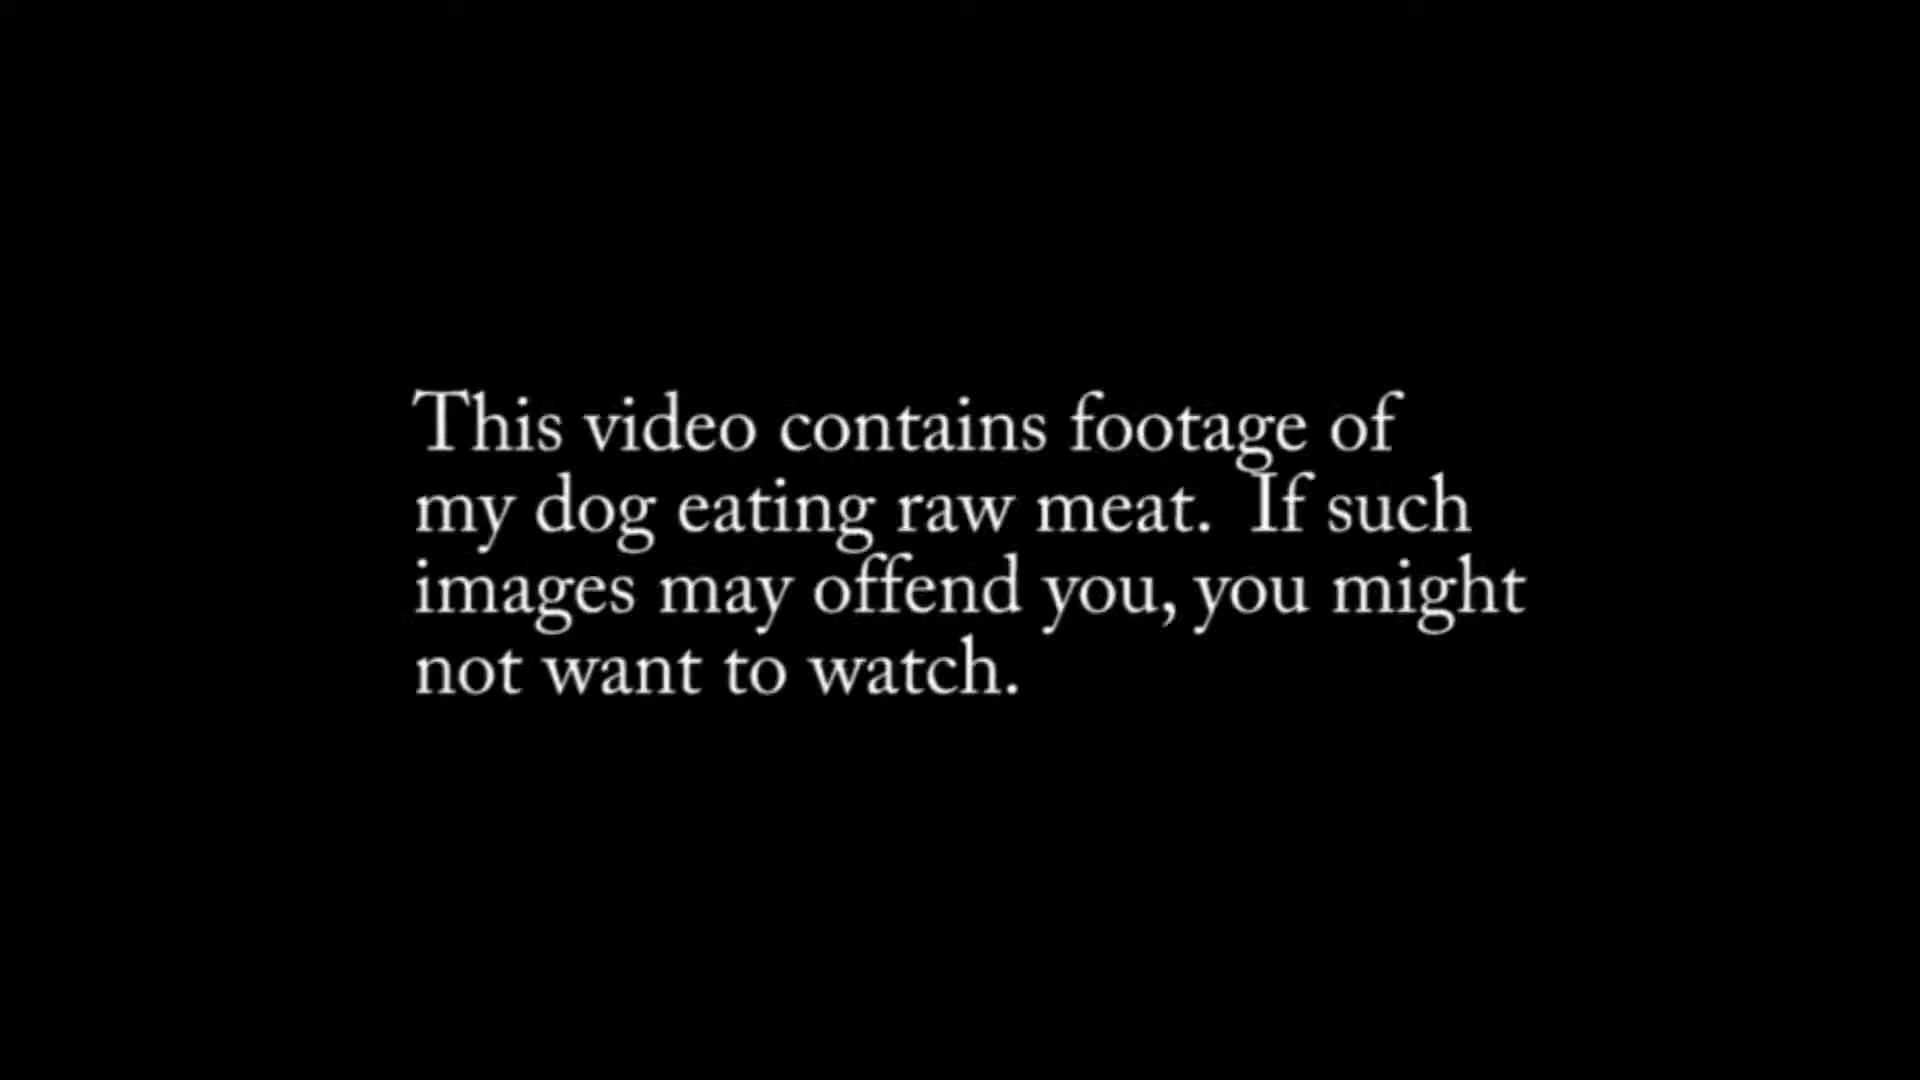 This video contains footage of
my dog eating raw meat.  If such
images may offend you, you might
not want to watch.